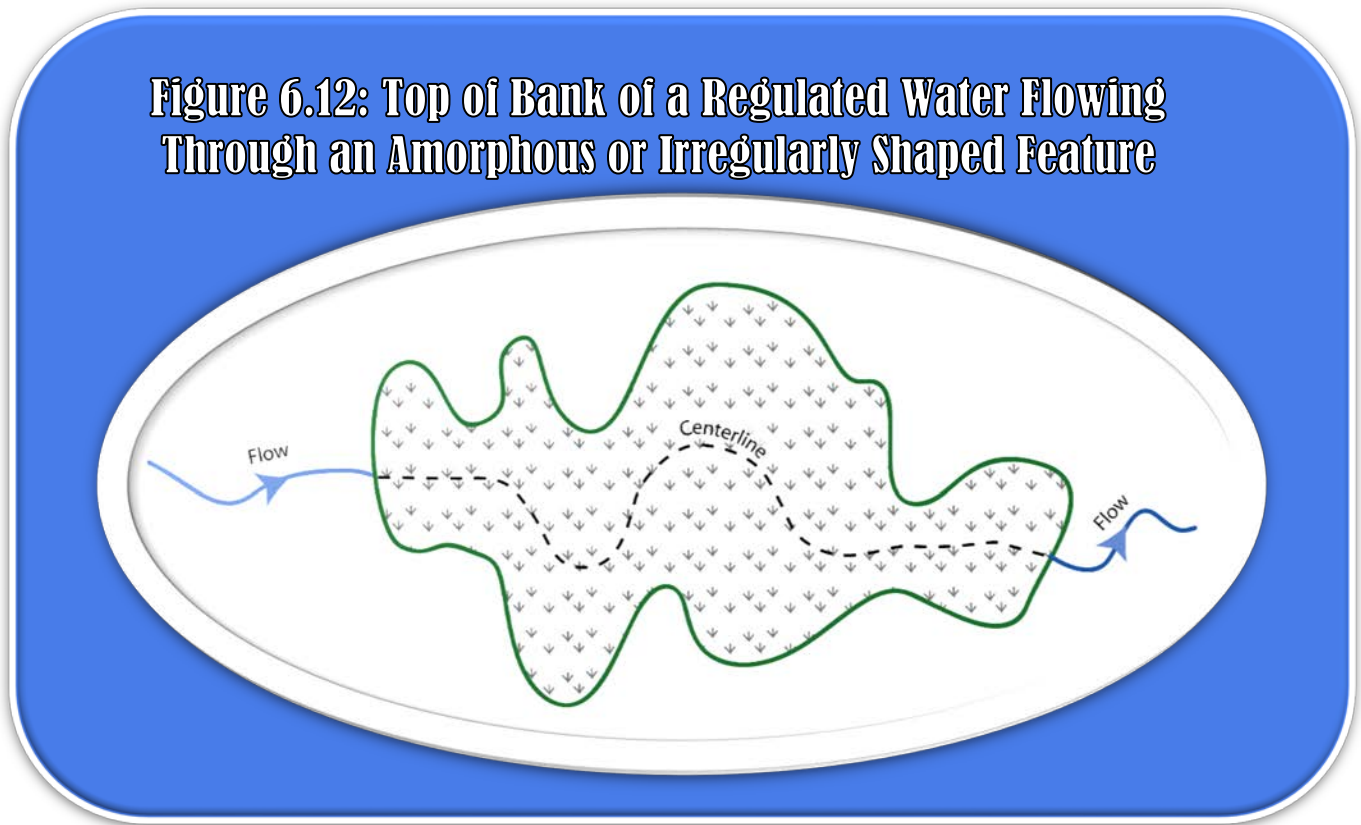 Figure 6.12: Top of Bank of a Regulated Water Flowing
Through an Amorphous or Irregularly Shaped Feature
Centerline
Flow
Flow